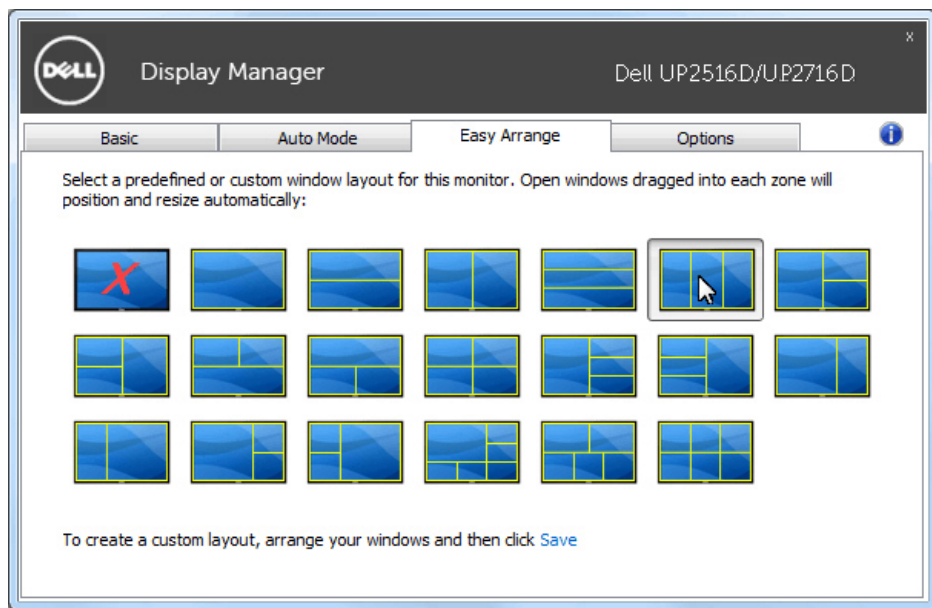 x
DELL
Display Manager
Dell UP2516D/UP2716D
Basic
Auto Mode
Easy Arrange
Options
i
Select a predefined or custom window layout for this monitor. Open windows dragged into each zone will
position and resize automatically:
X
To create a custom layout, arrange your windows and then click Save